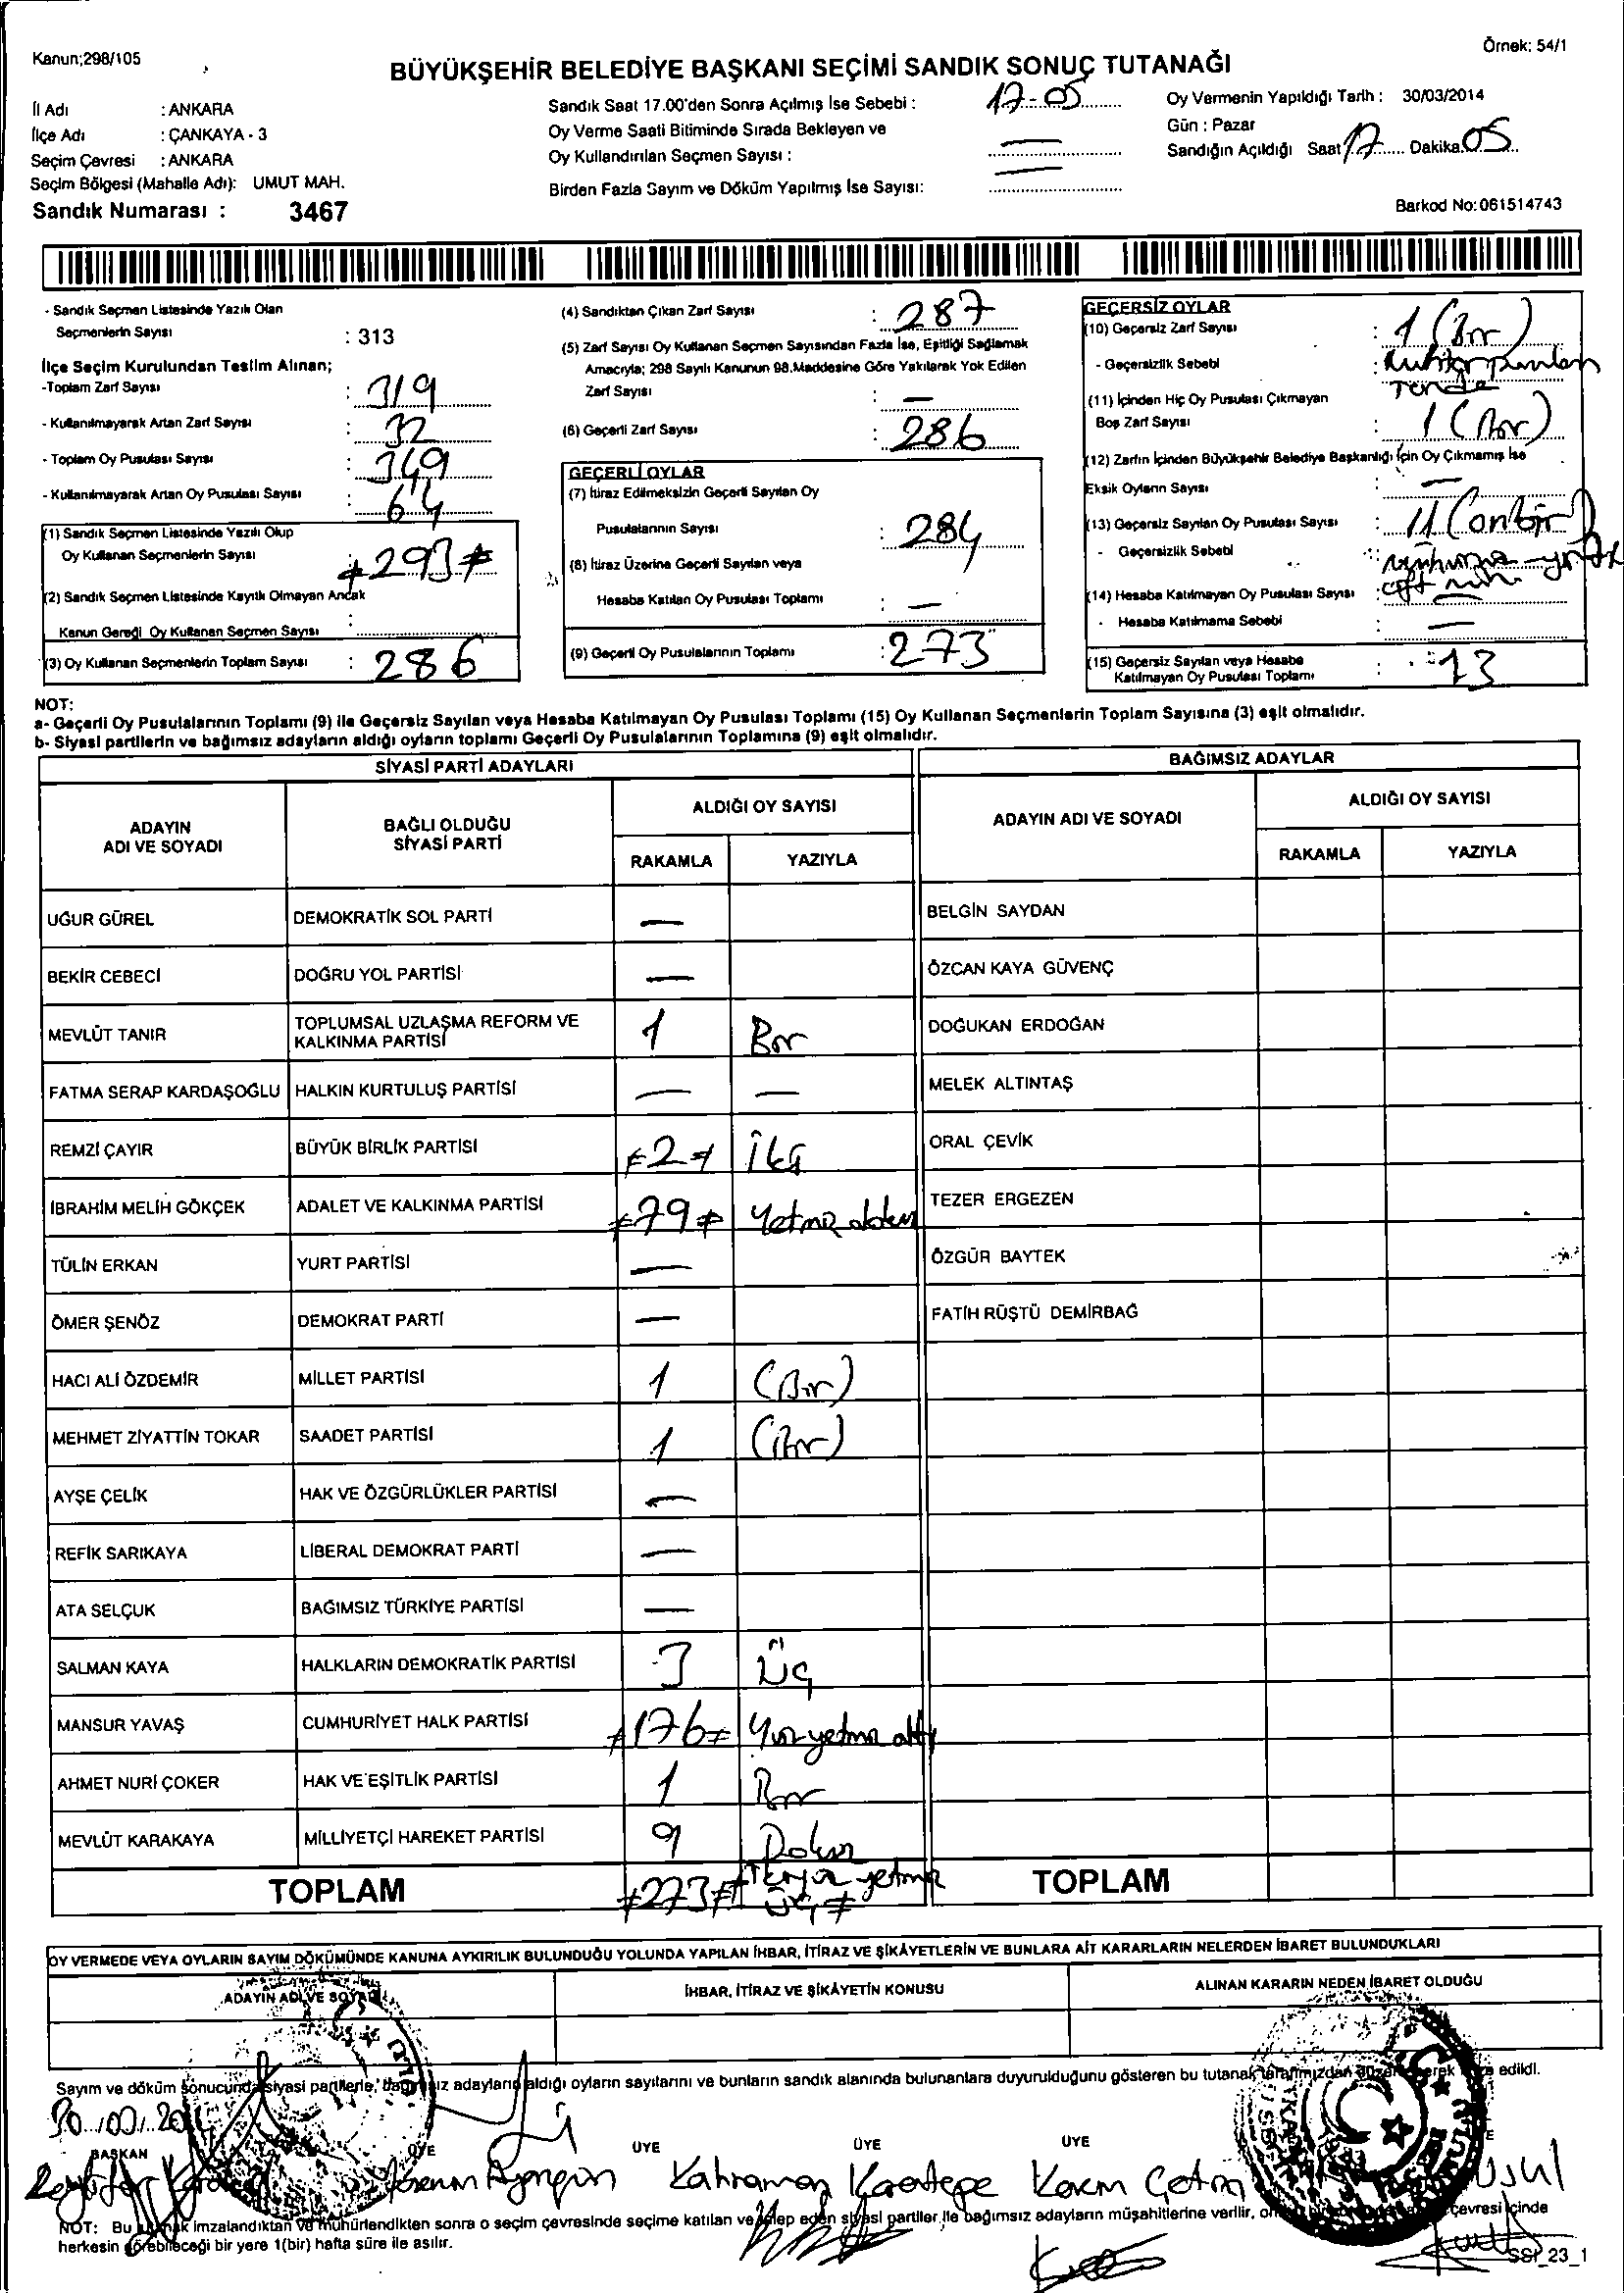 Kanun;298/105
Örnek: 54/1
BÜYÜKŞEHİR BELEDİYE BAŞKANI SEÇİMİ SANDIK SONUÇ TUTANAĞI
İl Adı : ANKARA
İlçe Adı : ÇANKAYA - 3
Seçim Çevresi : ANKARA
Seçim Bölgesi (Mahalle Adı): UMUT MAH.
Sandık Numarası : 3467
Sandık Saat 17.00'den Sonra Açılmış İse Sebebi : 17-05
Oy Verme Saati Bitiminde Sırada Bekleyen ve
Oy Kullandırılan Seçmen Sayısı : —
Birden Fazla Sayım ve Döküm Yapılmış İse Sayısı: —
Oy Vermenin Yapıldığı Tarih : 30/03/2014
Gün : Pazar
Sandığın Açıldığı Saat 17 Dakika 05
Barkod No:061514743
- Sandık Seçmen Listesinde Yazılı Olan
Seçmenlerin Sayısı : 313
İlçe Seçim Kurulundan Teslim Alınan;
-Toplam Zarf Sayısı : 319
- Kullanılmayarak Artan Zarf Sayısı : 32
- Toplam Oy Pusulası Sayısı : 349
- Kullanılmayarak Artan Oy Pusulası Sayısı : 64
(1) Sandık Seçmen Listesinde Yazılı Olup
Oy Kullanan Seçmenlerin Sayısı : ≠293≠
(2) Sandık Seçmen Listesinde Kayıtlı Olmayan Ancak
Kanun Gereği Oy Kullanan Seçmen Sayısı :
(3) Oy Kullanan Seçmenlerin Toplam Sayısı : 286
(4) Sandıktan Çıkan Zarf Sayısı : 287
(5) Zarf Sayısı Oy Kullanan Seçmen Sayısından Fazla İse, Eşitliği Sağlamak
Amacıyla; 298 Sayılı Kanunun 98.Maddesine Göre Yakılarak Yok Edilen
Zarf Sayısı : —
(6) Geçerli Zarf Sayısı : 286
GEÇERLİ OYLAR
(7) İtiraz Edilmeksizin Geçerli Sayılan Oy
Pusulalarının Sayısı : 284
(8) İtiraz Üzerine Geçerli Sayılan veya
Hesaba Katılan Oy Pusulası Toplamı : —
(9) Geçerli Oy Pusulalarının Toplamı : 273
GEÇERSİZ OYLAR
(10) Geçersiz Zarf Sayısı : 1 (Bir)
- Geçersizlik Sebebi :
(11) İçinden Hiç Oy Pusulası Çıkmayan
Boş Zarf Sayısı : 1 (Bir)
(12) Zarfın İçinden Büyükşehir Belediye Başkanlığı İçin Oy Çıkmamış İse
Eksik Oyların Sayısı : —
(13) Geçersiz Sayılan Oy Pusulası Sayısı : 11 (onbir)
- Geçersizlik Sebebi :
(14) Hesaba Katılmayan Oy Pusulası Sayısı : —
- Hesaba Katılmama Sebebi : —
(15) Geçersiz Sayılan veya Hesaba
Katılmayan Oy Pusulası Toplamı : 13
NOT:
a- Geçerli Oy Pusulalarının Toplamı (9) ile Geçersiz Sayılan veya Hesaba Katılmayan Oy Pusulası Toplamı (15) Oy Kullanan Seçmenlerin Toplam Sayısına (3) eşit olmalıdır.
b- Siyasi partilerin ve bağımsız adayların aldığı oyların toplamı Geçerli Oy Pusulalarının Toplamına (9) eşit olmalıdır.
SİYASİ PARTİ ADAYLARI
ADAYIN ADI VE SOYADI
BAĞLI OLDUĞU SİYASİ PARTİ
ALDIĞI OY SAYISI
RAKAMLA YAZIYLA
UĞUR GÜREL DEMOKRATİK SOL PARTİ —
BEKİR CEBECİ DOĞRU YOL PARTİSİ —
MEVLÜT TANIR TOPLUMSAL UZLAŞMA REFORM VE KALKINMA PARTİSİ 1 Bir
FATMA SERAP KARDAŞOĞLU HALKIN KURTULUŞ PARTİSİ — —
REMZİ ÇAYIR BÜYÜK BİRLİK PARTİSİ ≠2≠ İki
İBRAHİM MELİH GÖKÇEK ADALET VE KALKINMA PARTİSİ ≠79≠ Yetmiş dokuz
TÜLİN ERKAN YURT PARTİSİ —
ÖMER ŞENÖZ DEMOKRAT PARTİ —
HACI ALİ ÖZDEMİR MİLLET PARTİSİ 1 (Bir)
MEHMET ZİYATTİN TOKAR SAADET PARTİSİ 1 (Bir)
AYŞE ÇELİK HAK VE ÖZGÜRLÜKLER PARTİSİ —
REFİK SARIKAYA LİBERAL DEMOKRAT PARTİ —
ATA SELÇUK BAĞIMSIZ TÜRKİYE PARTİSİ —
SALMAN KAYA HALKLARIN DEMOKRATİK PARTİSİ 3 Üç
MANSUR YAVAŞ CUMHURİYET HALK PARTİSİ ≠176≠ Yüz yetmiş altı
AHMET NURİ ÇOKER HAK VE EŞİTLİK PARTİSİ 1 Bir
MEVLÜT KARAKAYA MİLLİYETÇİ HAREKET PARTİSİ 9 Dokuz
TOPLAM ≠273≠ İkiyüz yetmiş üç ≠
BAĞIMSIZ ADAYLAR
ADAYIN ADI VE SOYADI
ALDIĞI OY SAYISI
RAKAMLA YAZIYLA
BELGİN SAYDAN
ÖZCAN KAYA GÜVENÇ
DOĞUKAN ERDOĞAN
MELEK ALTINTAŞ
ORAL ÇEVİK
TEZER ERGEZEN
ÖZGÜR BAYTEK
FATİH RÜŞTÜ DEMİRBAĞ
TOPLAM
OY VERMEDE VEYA OYLARIN SAYIM DÖKÜMÜNDE KANUNA AYKIRILIK BULUNDUĞU YOLUNDA YAPILAN İHBAR, İTİRAZ VE ŞİKÂYETLERİN VE BUNLARA AİT KARARLARIN NELERDEN İBARET BULUNDUKLARI
ADAYIN ADI VE SOYADI
İHBAR, İTİRAZ VE ŞİKÂYETİN KONUSU
ALINAN KARARIN NEDEN İBARET OLDUĞU
Sayım ve döküm sonucunda siyasi partilerle, bağımsız adayların aldığı oyların sayılarını ve bunların sandık alanında bulunanlara duyurulduğunu gösteren bu tutanak tarafımızdan düzenlenerek imza edildi.
30/03/20
BAŞKAN ÜYE ÜYE ÜYE ÜYE
Kahraman Karatepe Kerim Çetin
NOT: Bu tutanak imzalandıktan ve mühürlendikten sonra o seçim çevresinde seçime katılan ve talep eden siyasi partiler ile bağımsız adayların müşahitlerine verilir, çevresi içinde
herkesin görebileceği bir yere 1(bir) hafta süre ile asılır.
SSI_23_1